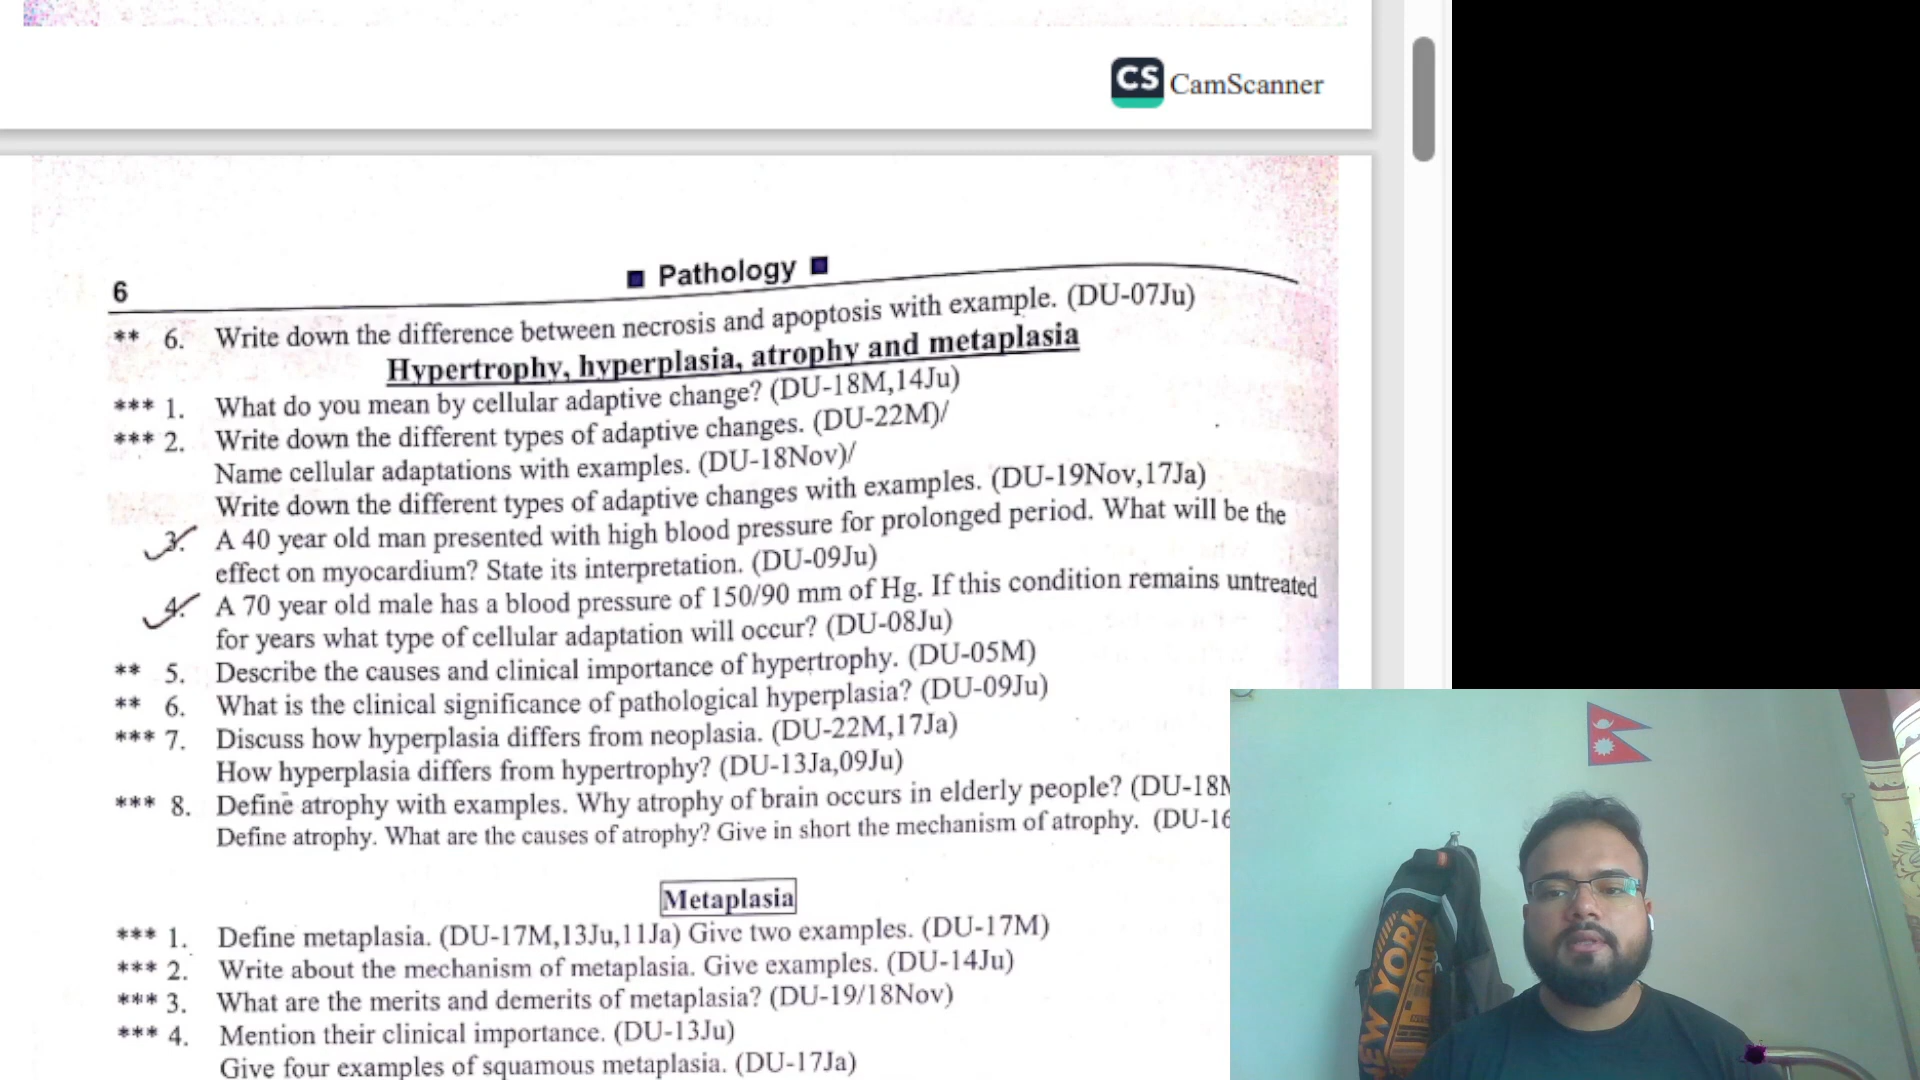 CS CamScanner
6
Pathology
** 6. Write down the difference between necrosis and apoptosis with example. (DU-07Ju)
Hypertrophy, hyperplasia, atrophy and metaplasia
*** 1. What do you mean by cellular adaptive change? (DU-18M,14Ju)
*** 2. Write down the different types of adaptive changes. (DU-22M)/
Name cellular adaptations with examples. (DU-18Nov)/
Write down the different types of adaptive changes with examples. (DU-19Nov,17Ja)
3. A 40 year old man presented with high blood pressure for prolonged period. What will be the
effect on myocardium? State its interpretation. (DU-09Ju)
4. A 70 year old male has a blood pressure of 150/90 mm of Hg. If this condition remains untreated
for years what type of cellular adaptation will occur? (DU-08Ju)
** 5. Describe the causes and clinical importance of hypertrophy. (DU-05M)
** 6. What is the clinical significance of pathological hyperplasia? (DU-09Ju)
*** 7. Discuss how hyperplasia differs from neoplasia. (DU-22M,17Ja)
How hyperplasia differs from hypertrophy? (DU-13Ja,09Ju)
*** 8. Define atrophy with examples. Why atrophy of brain occurs in elderly people? (DU-18M
Define atrophy. What are the causes of atrophy? Give in short the mechanism of atrophy. (DU-16
Metaplasia
*** 1. Define metaplasia. (DU-17M,13Ju,11Ja) Give two examples. (DU-17M)
*** 2. Write about the mechanism of metaplasia. Give examples. (DU-14Ju)
*** 3. What are the merits and demerits of metaplasia? (DU-19/18Nov)
*** 4. Mention their clinical importance. (DU-13Ju)
Give four examples of squamous metaplasia. (DU-17Ja)
NEW YORK